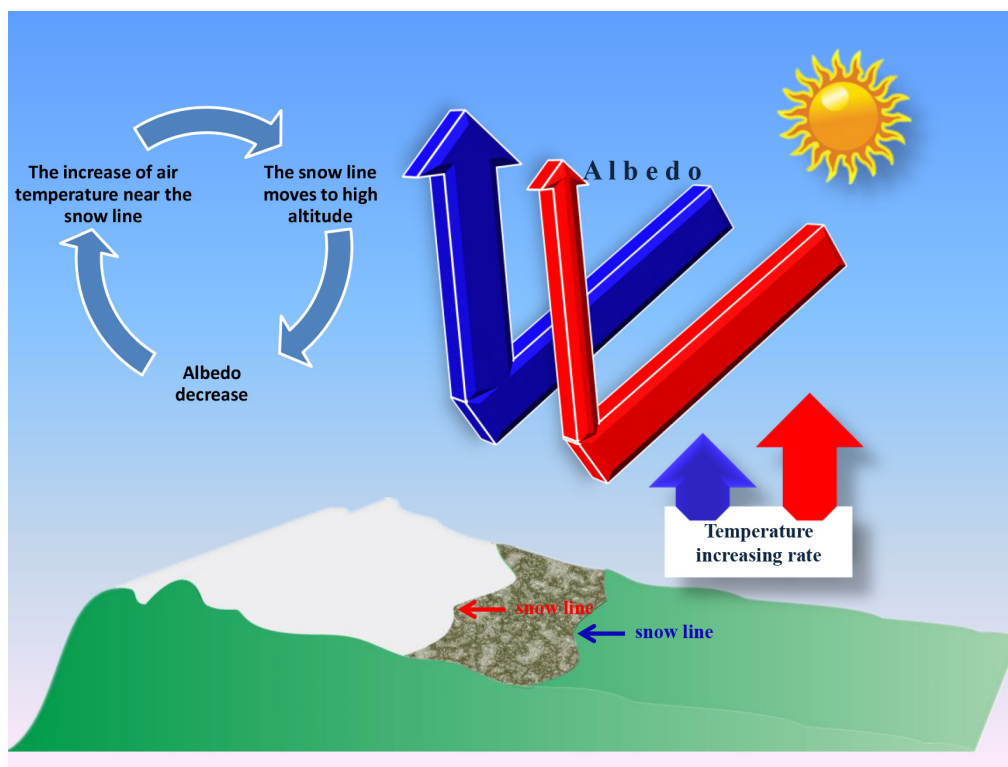 Albedo
The increase of air
temperature near the
snow line
The snow line
moves to high
altitude
Albedo
decrease
Temperature
increasing rate
snow line
snow line